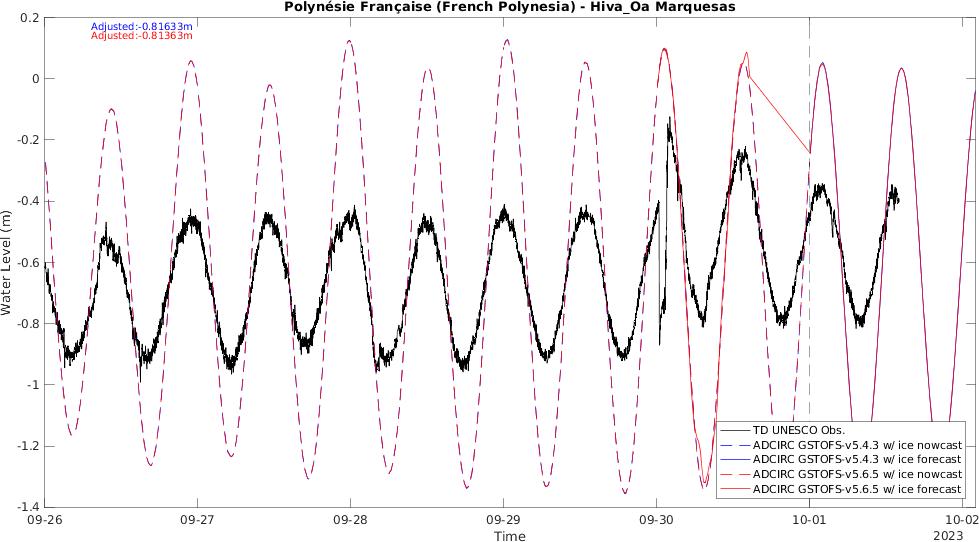 Polynésie Française (French Polynesia) - Hiva_Oa Marquesas
Adjusted:-0.81633m
Adjusted:-0.81363m
0.2
0
-0.2
-0.4
-0.6
-0.8
-1
-1.2
-1.4
Water Level (m)
TD UNESCO Obs.
ADCIRC GSTOFS-v5.4.3 w/ ice nowcast
ADCIRC GSTOFS-v5.4.3 w/ ice forecast
ADCIRC GSTOFS-v5.6.5 w/ ice nowcast
ADCIRC GSTOFS-v5.6.5 w/ ice forecast
09-26 09-27 09-28 09-29 09-30 10-01 10-02
Time
2023